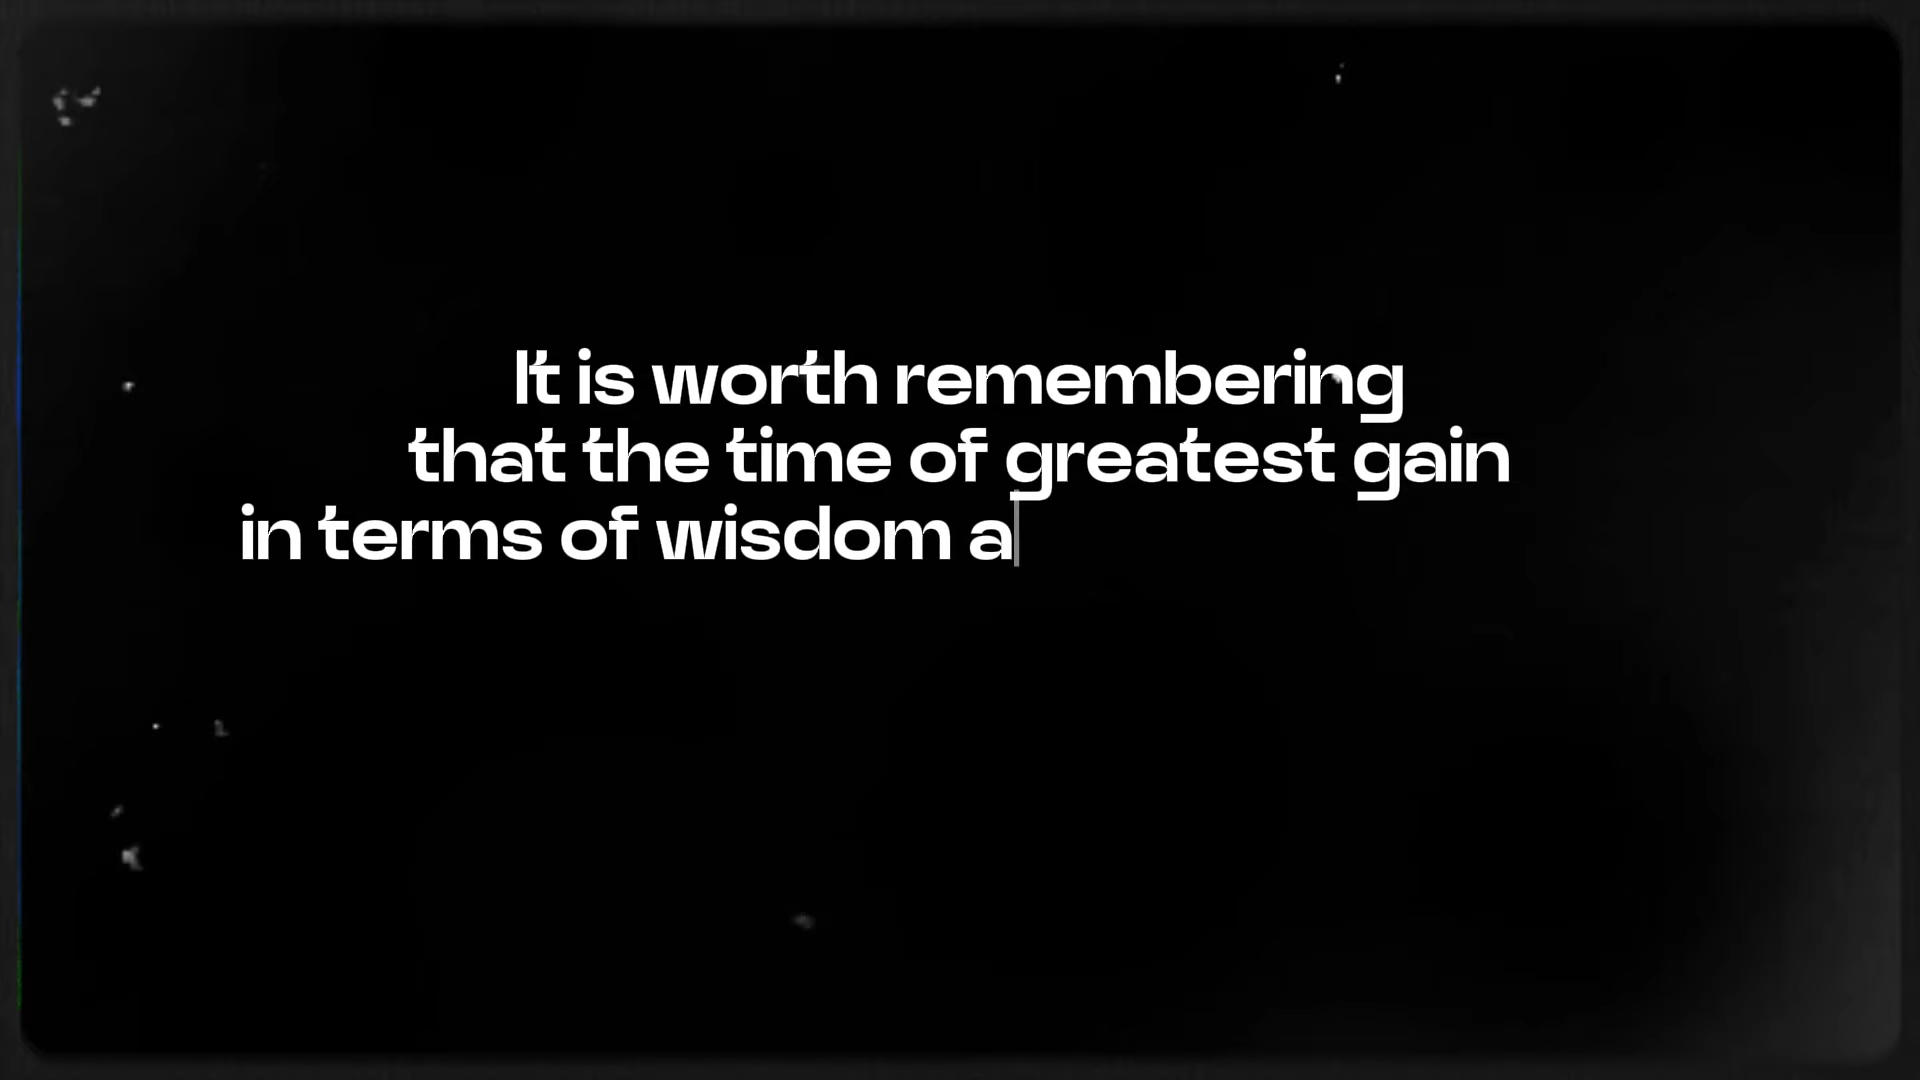 It is worth remembering
that the time of greatest gain
in terms of wisdom a